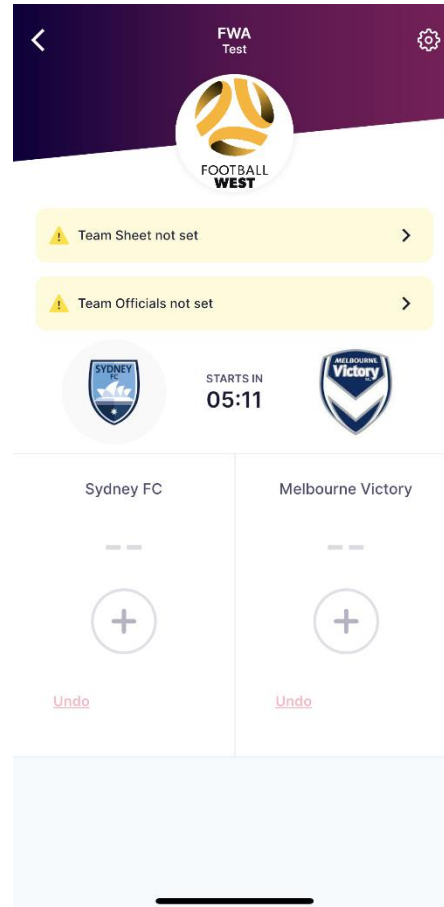 FWA
Test
FOOTBALL
WEST
Team Sheet not set
Team Officials not set
SYDNEY
FC
STARTS IN
05:11
MELBOURNE
Victory
Sydney FC
Melbourne Victory
Undo
Undo